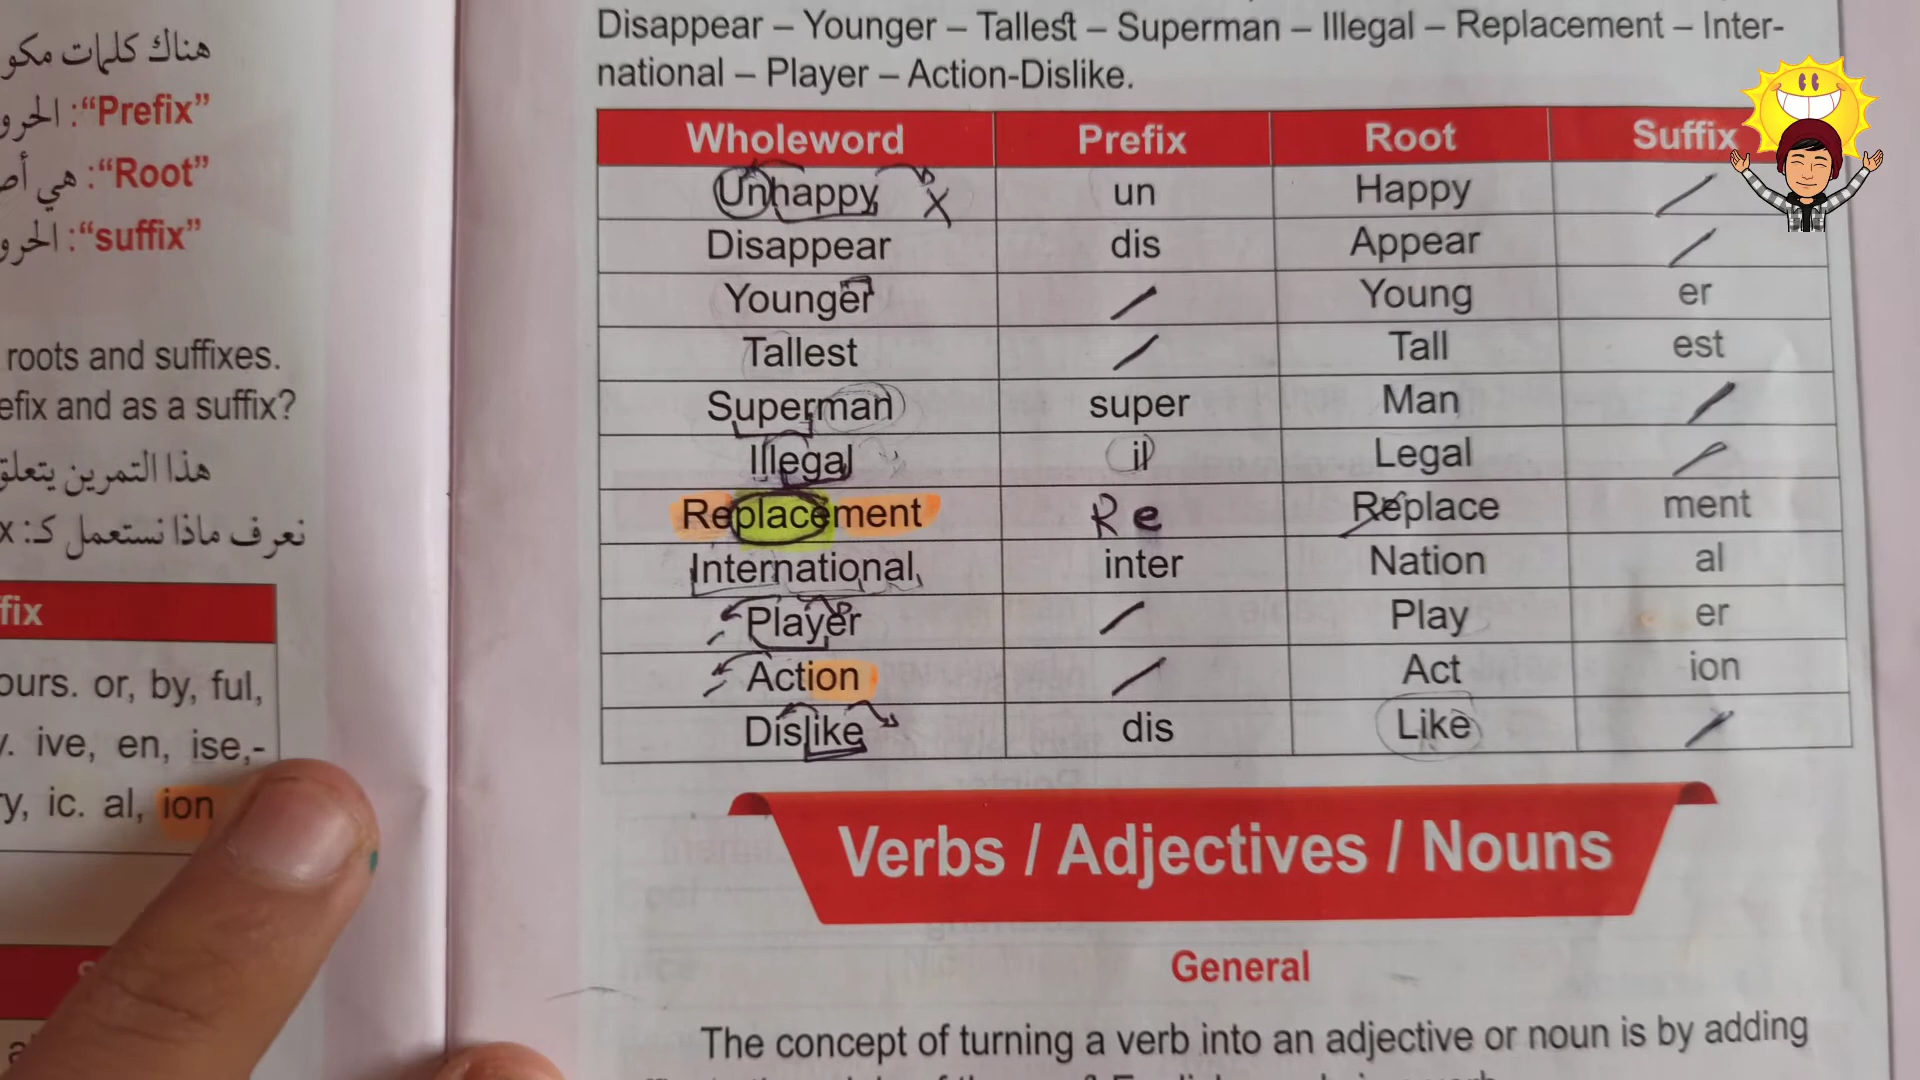 هناك كلمات مكو
“Prefix”: الحرو
“Root”: هي أص
“suffix”: الحرو
roots and suffixes.
efix and as a suffix?
هذا التمرين يتعلق
نعرف ماذا نستعمل كـ: x
fix
ours. or, by, ful,
y. ive, en, ise,-
y, ic. al, ion
Disappear – Younger – Tallest – Superman – Illegal – Replacement – Inter-
national – Player – Action-Dislike.
Wholeword Prefix Root Suffix
Unhappy x un Happy /
Disappear dis Appear /
Younger / Young er
Tallest / Tall est
Superman super Man /
Illegal il Legal /
Replacement Re Replace ment
International, inter Nation al
Player / Play er
Action / Act ion
Dislike dis Like /
Verbs / Adjectives / Nouns
General
The concept of turning a verb into an adjective or noun is by adding